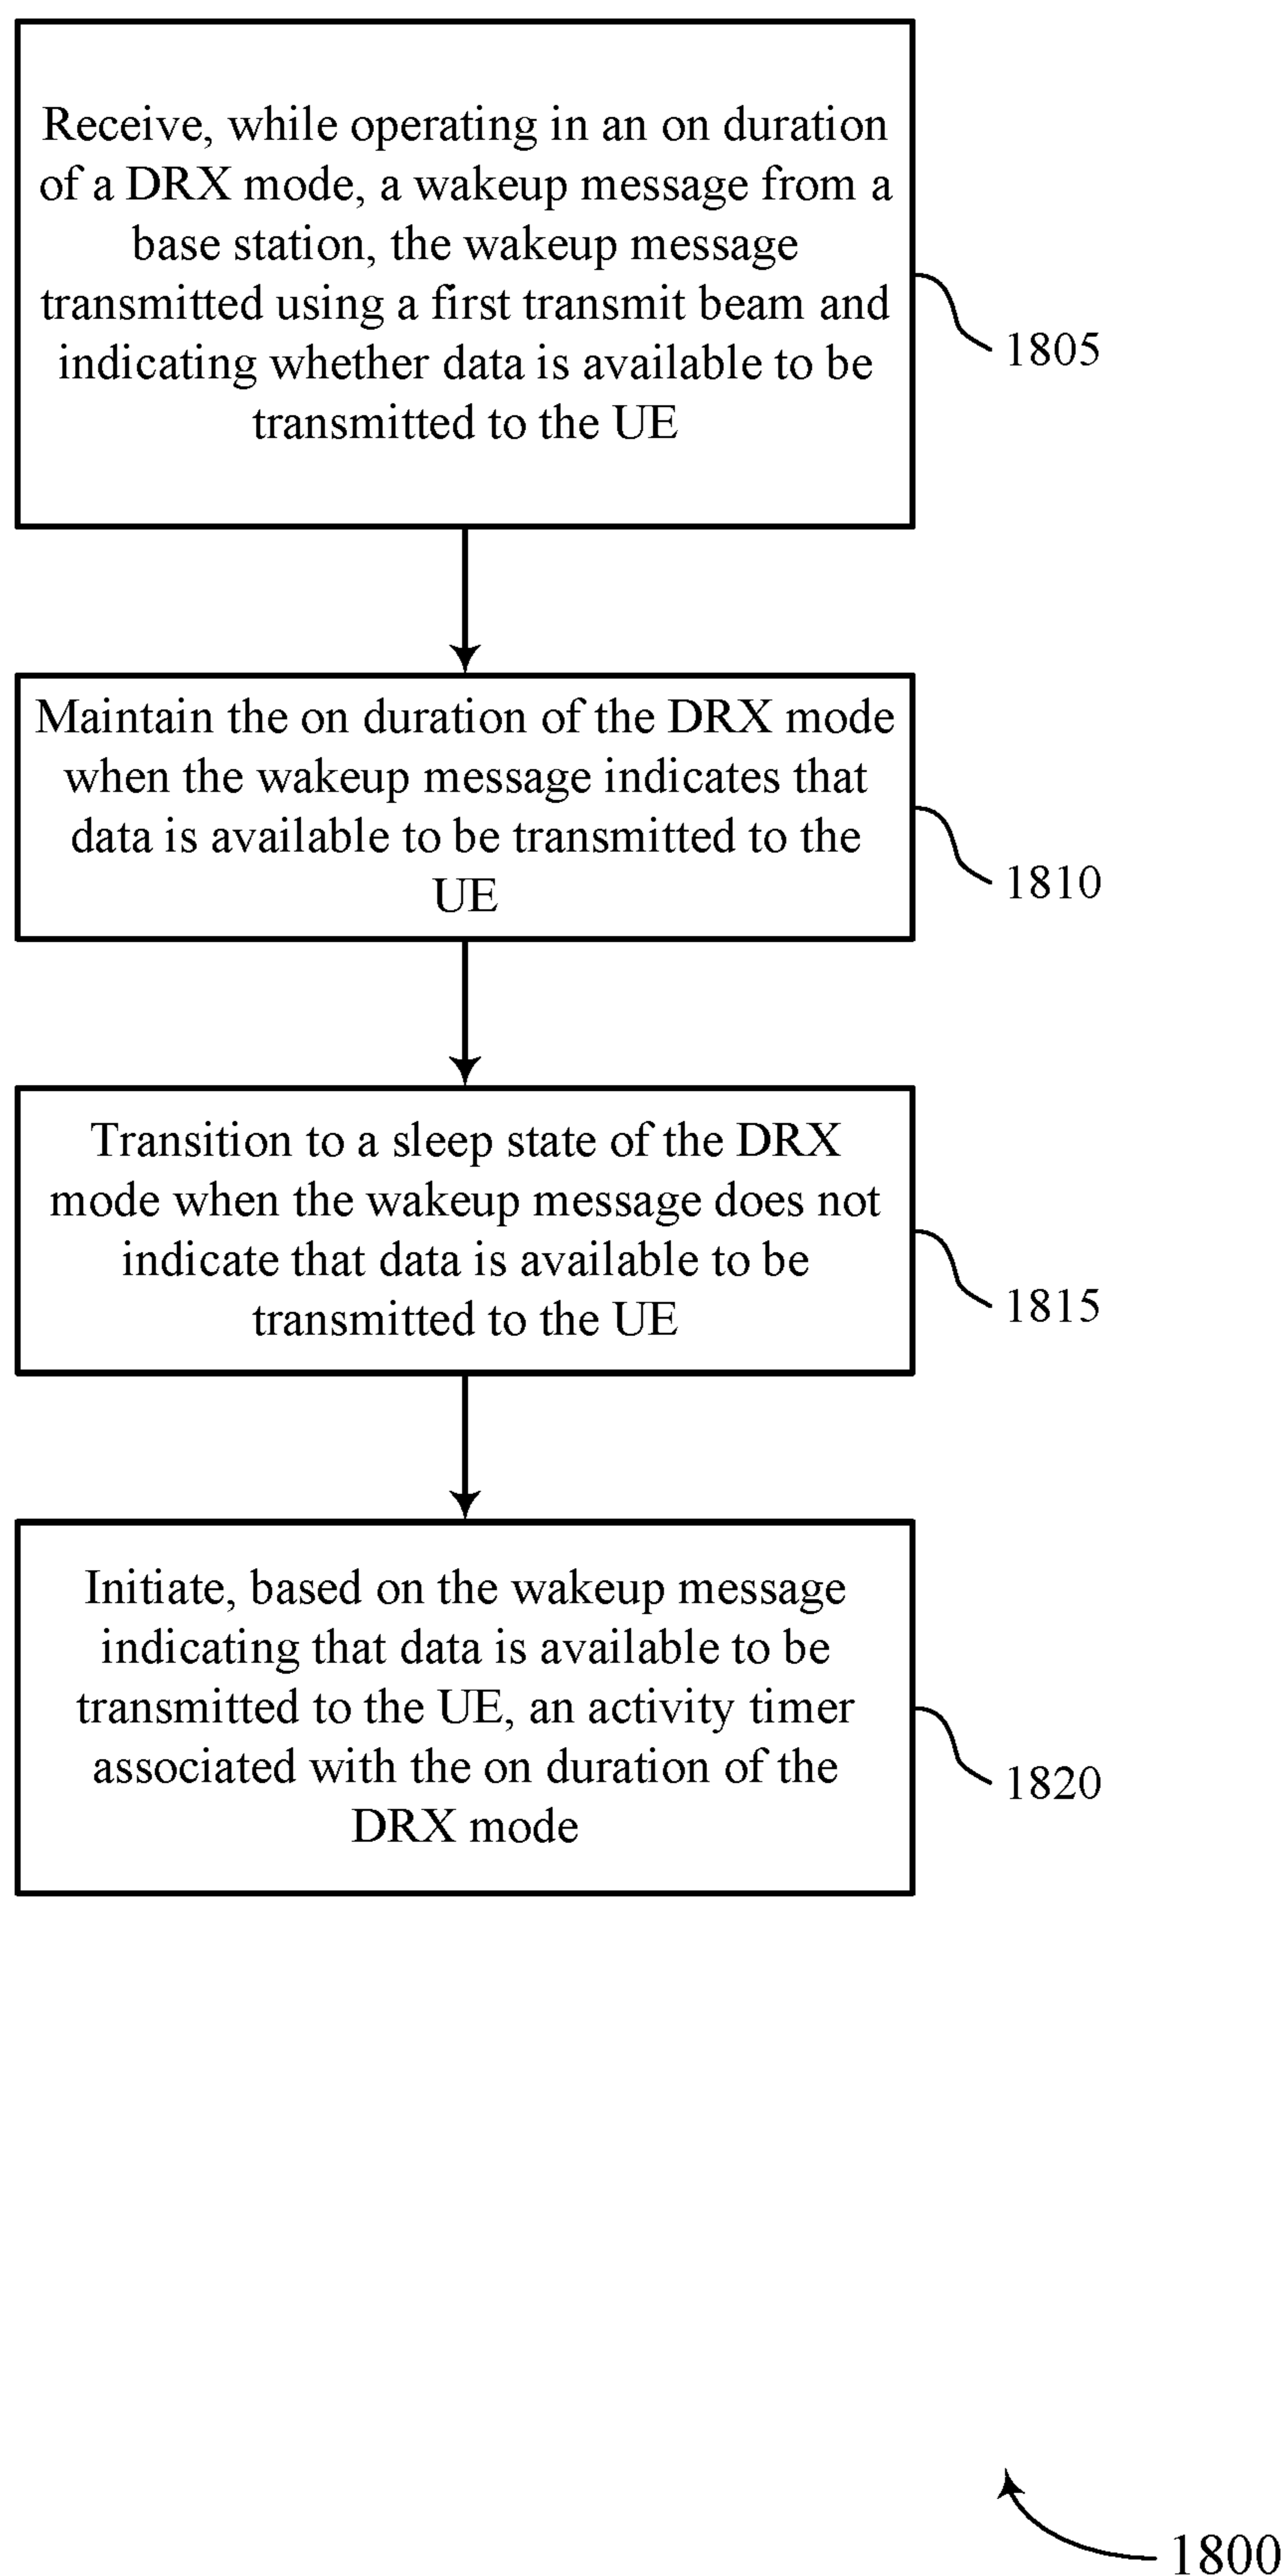 Receive, while operating in an on duration
of a DRX mode, a wakeup message from a
base station, the wakeup message
transmitted using a first transmit beam and
indicating whether data is available to be
transmitted to the UE
1805
Maintain the on duration of the DRX mode
when the wakeup message indicates that
data is available to be transmitted to the
UE
1810
Transition to a sleep state of the DRX
mode when the wakeup message does not
indicate that data is available to be
transmitted to the UE
1815
Initiate, based on the wakeup message
indicating that data is available to be
transmitted to the UE, an activity timer
associated with the on duration of the
DRX mode
1820
1800